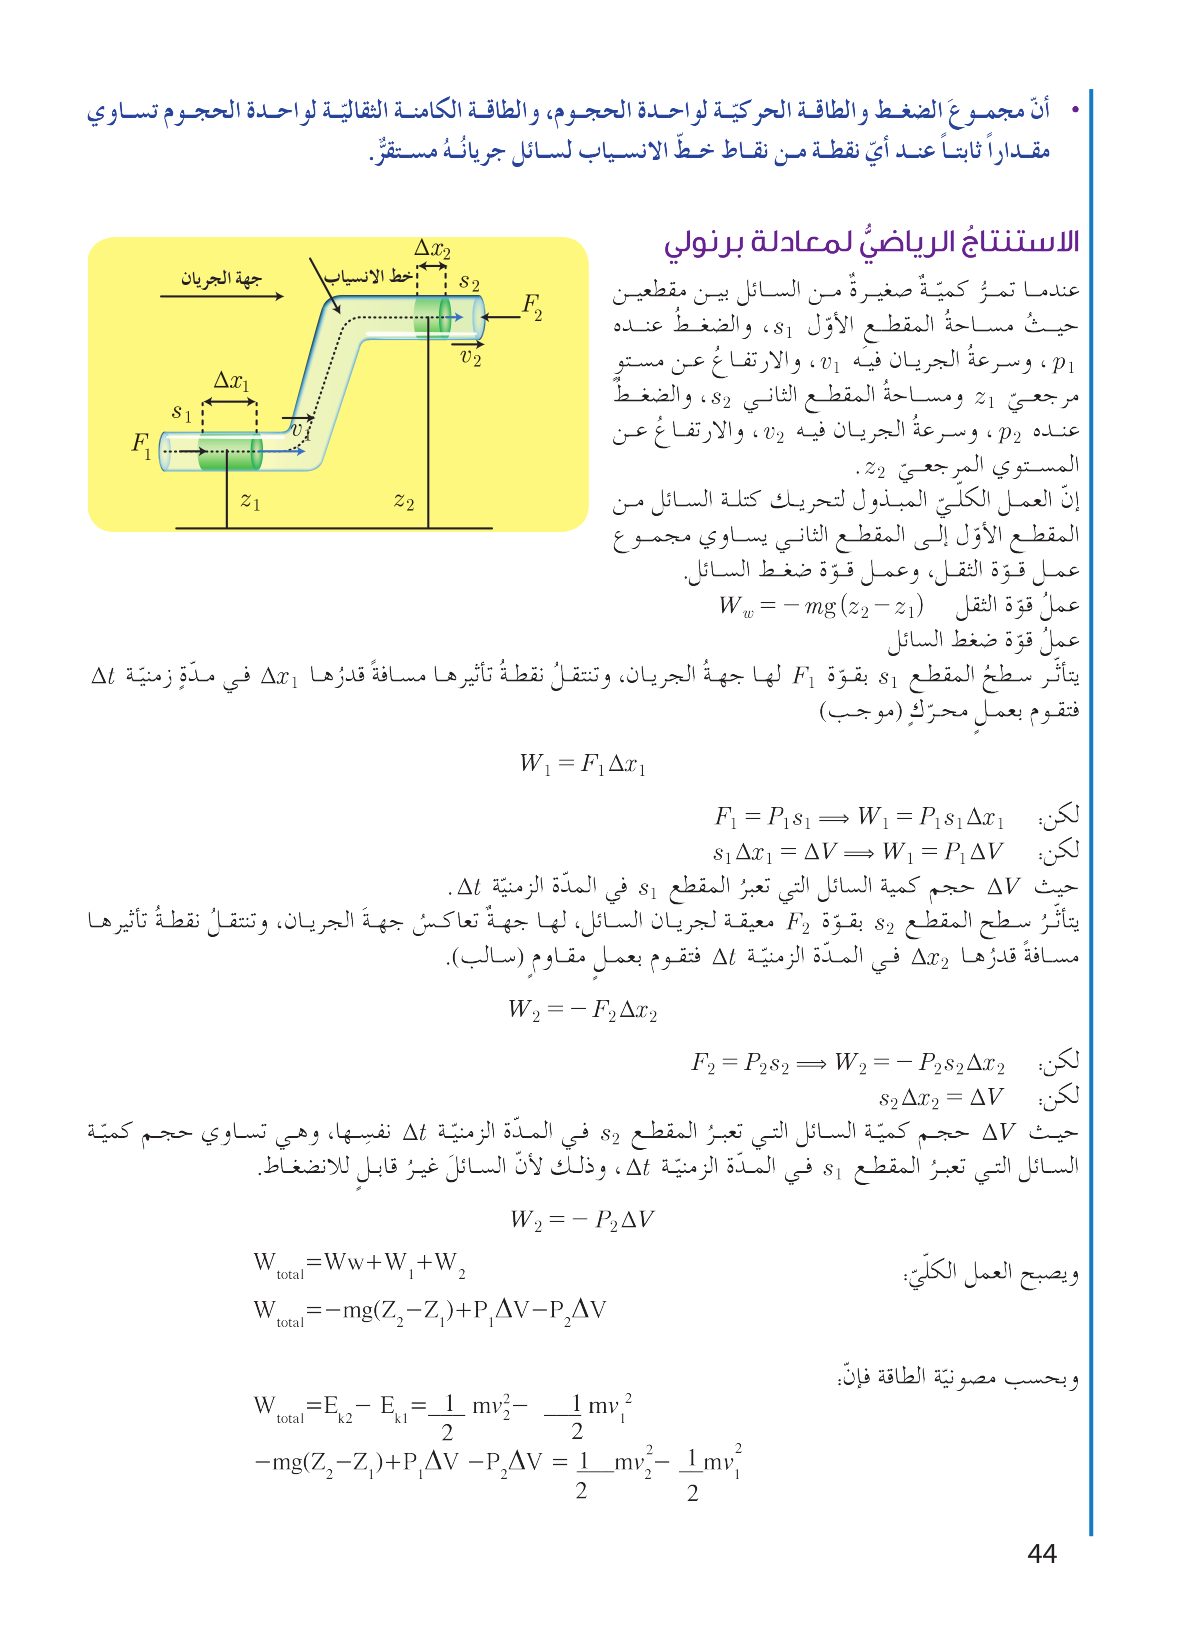 • أنّ مجموعَ الضغط والطاقة الحركيّة لواحدة الحجوم، والطاقة الكامنة الثقاليّة لواحدة الحجوم تساوي
مقداراً ثابتاً عند أيّ نقطة من نقاط خطّ الانسياب لسائل جريانُهُ مستقرٌّ.
الاستنتاجُ الرياضيُّ لمعادلة برنولي
عندما تمرُّ كميّةٌ صغيرةٌ من السائل بين مقطعين
حيثُ مساحةُ المقطع الأوّل s₁، والضغطُ عنده
p₁، وسرعةُ الجريان فيه v₁، والارتفاعُ عن مستوٍ
مرجعيّ z₁ ومساحةُ المقطع الثاني s₂، والضغطُ
عنده p₂، وسرعةُ الجريان فيه v₂، والارتفاعُ عن
المستوي المرجعيّ z₂.
إنّ العمل الكلّيّ المبذول لتحريك كتلة السائل من
المقطع الأوّل إلى المقطع الثاني يساوي مجموع
عمل قوّة الثقل، وعمل قوّة ضغط السائل.
جهة الجريان
خط الانسياب
Δx₂
s₂
F₂
v₂
Δx₁
s₁
v₁
F₁
z₁
z₂
عملُ قوّة الثقل W_w = − mg(z₂ − z₁)
عملُ قوّة ضغط السائل
يتأثّر سطحُ المقطع s₁ بقوّة F₁ لها جهةُ الجريان، وتنتقلُ نقطةُ تأثيرها مسافةً قدرُها Δx₁ في مدّةٍ زمنيّة Δt
فتقوم بعملٍ محرّكٍ (موجب)
W₁ = F₁Δx₁
لكن: F₁ = P₁s₁ ⟹ W₁ = P₁s₁Δx₁
لكن: s₁Δx₁ = ΔV ⟹ W₁ = P₁ΔV
حيث ΔV حجم كمية السائل التي تعبرُ المقطع s₁ في المدّة الزمنيّة Δt.
يتأثّرُ سطح المقطع s₂ بقوّة F₂ معيقة لجريان السائل، لها جهةٌ تعاكسُ جهةَ الجريان، وتنتقلُ نقطةُ تأثيرها
مسافةً قدرُها Δx₂ في المدّة الزمنيّة Δt فتقوم بعملٍ مقاومٍ (سالب).
W₂ = − F₂Δx₂
لكن: F₂ = P₂s₂ ⟹ W₂ = − P₂s₂Δx₂
لكن: s₂Δx₂ = ΔV
حيث ΔV حجم كميّة السائل التي تعبرُ المقطع s₂ في المدّة الزمنيّة Δt نفسِها، وهي تساوي حجم كميّة
السائل التي تعبرُ المقطع s₁ في المدّة الزمنيّة Δt، وذلك لأنّ السائلَ غيرُ قابلٍ للانضغاط.
W₂ = − P₂ΔV
ويصبح العمل الكلّيّ: W_total=Ww+W₁+W₂
W_total=−mg(Z₂−Z₁)+P₁ΔV−P₂ΔV
وبحسب مصونيّة الطاقة فإنّ:
W_total=E_k2− E_k1= 1/2 mv₂²− 1/2 mv₁²
−mg(Z₂−Z₁)+P₁ΔV −P₂ΔV = 1/2 mv₂²− 1/2 mv₁²
44